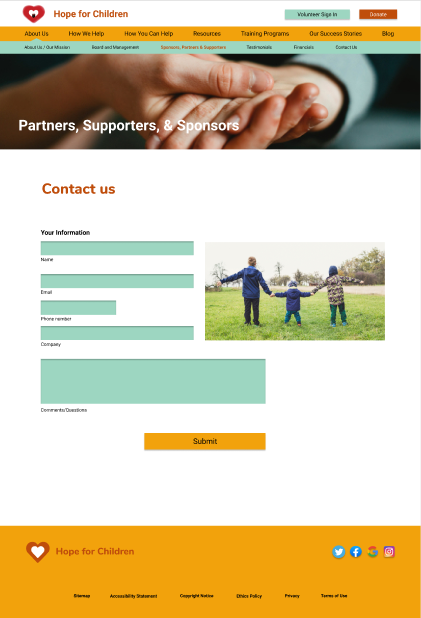 Hope for Children
Volunteer Sign In
Donate
About Us
How We Help
How You Can Help
Resources
Training Programs
Our Success Stories
Blog
About Us / Our Mission
Board and Management
Sponsors, Partners & Supporters
Testimonials
Financials
Contact Us
Partners, Supporters, & Sponsors
Contact us
Your Information
Name
Email
Phone number
Company
Comments/Questions
Submit
Hope for Children
Sitemap
Accessibility Statement
Copyright Notice
Ethics Policy
Privacy
Terms of Use